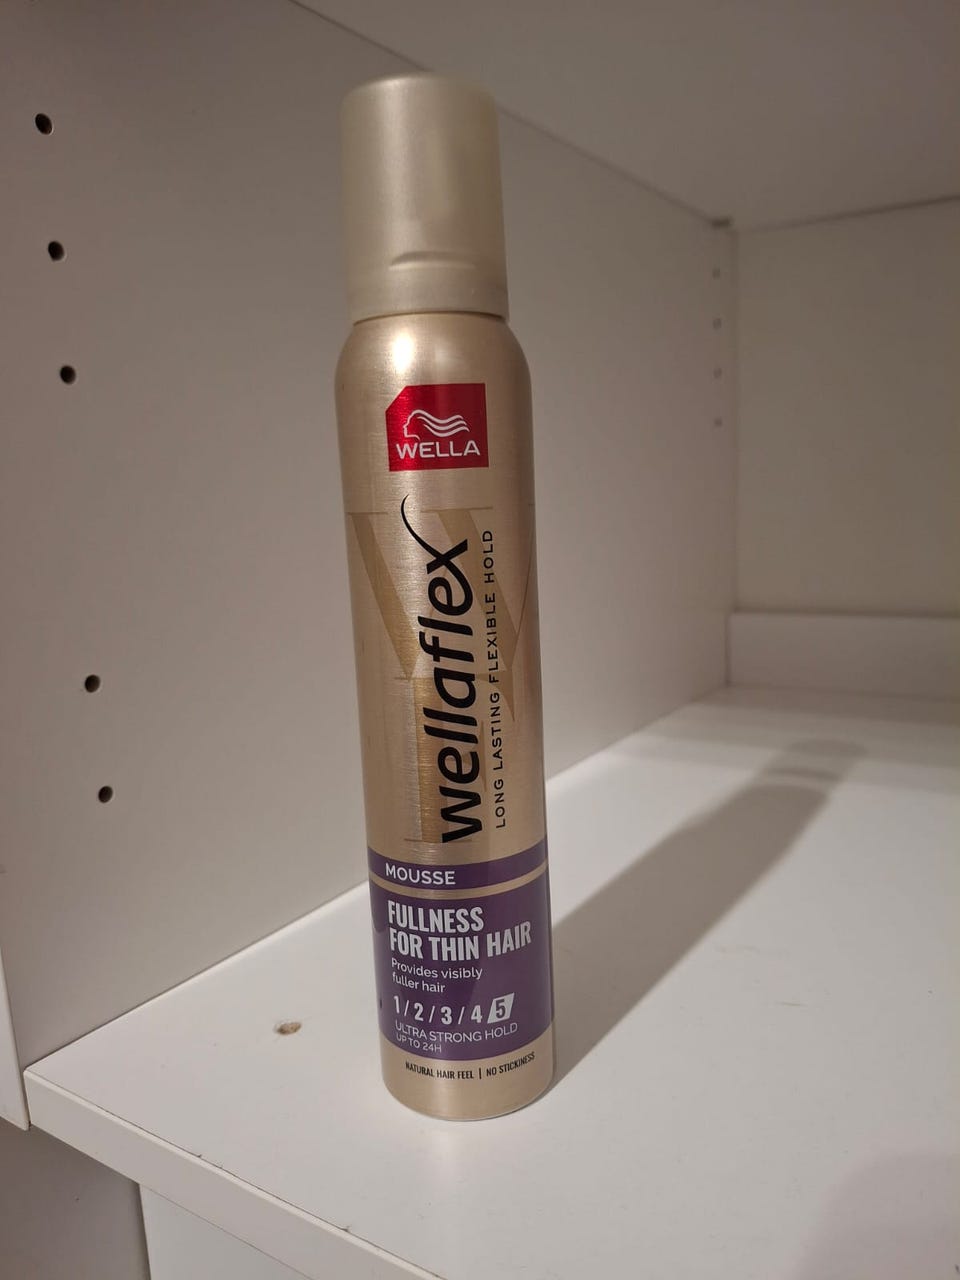 WELLA
wellaflex
LONG LASTING FLEXIBLE HOLD
MOUSSE
FULLNESS
FOR THIN HAIR
Provides visibly
fuller hair
1/2/3/4 5
ULTRA STRONG HOLD
UP TO 24H
NATURAL HAIR FEEL | NO STICKINESS